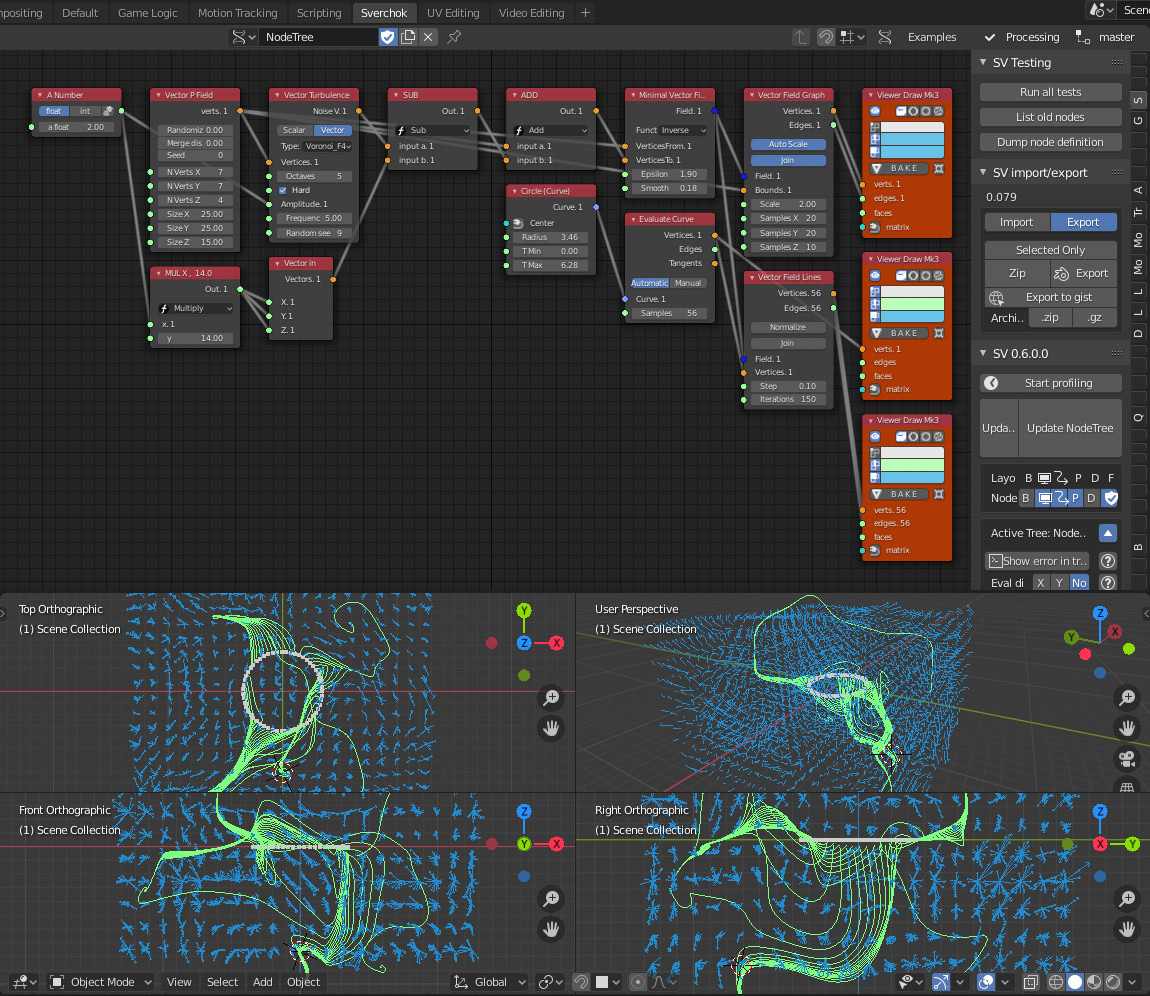 mpositing Default Game Logic Motion Tracking Scripting Sverchok UV Editing Video Editing + Scen
NodeTree Examples Processing master
A Number
float int
a float 2.00
Vector P Field
verts. 1
Randomiz 0.00
Merge dis 0.00
Seed 0
N Verts X 7
N Verts Y 7
N Verts Z 4
Size X 25.00
Size Y 25.00
Size Z 15.00
MUL X, 14.0
Out. 1
Multiply
x. 1
y 14.00
Vector Turbulence
Noise V. 1
Scalar Vector
Type: Voronoi_F4
Vertices. 1
Octaves 5
Hard
Amplitude. 1
Frequenc 5.00
Random see 9
Vector in
Vectors. 1
X. 1
Y. 1
Z. 1
SUB
Out. 1
Sub
input a. 1
input b. 1
ADD
Out. 1
Add
input a. 1
input b. 1
Circle (Curve)
Curve. 1
Center
Radius 3.46
T Min 0.00
T Max 6.28
Minimal Vector Fi..
Field. 1
Funct Inverse
VerticesFrom. 1
VerticesTo. 1
Epsilon 1.90
Smooth 0.18
Evaluate Curve
Vertices. 1
Edges
Tangents
Automatic Manual
Curve. 1
Samples 56
Vector Field Graph
Vertices. 1
Edges. 1
Auto Scale
Join
Field. 1
Bounds. 1
Scale 2.00
Samples X 20
Samples Y 20
Samples Z 10
Vector Field Lines
Vertices. 56
Edges. 56
Normalize
Join
Field. 1
Vertices. 1
Step 0.10
Iterations 150
Viewer Draw Mk3
BAKE
verts. 1
edges. 1
faces
matrix
Viewer Draw Mk3
BAKE
verts. 1
edges
faces
matrix
Viewer Draw Mk3
BAKE
verts. 56
edges. 56
faces
matrix
SV Testing
Run all tests
List old nodes
Dump node definition
SV import/export
0.079
Import Export
Selected Only
Zip Export
Export to gist
Archi.. .zip .gz
SV 0.6.0.0
Start profiling
Upda.. Update NodeTree
Layo B P D F
Node B P D
Active Tree: Node..
Show error in tr.. ?
Eval di X Y No ?
S
G
A
Tr
Mo
Mo
L
L
D
Q
B
Top Orthographic
(1) Scene Collection
Y
Z
X
User Perspective
(1) Scene Collection
Z
Y
X
Front Orthographic
(1) Scene Collection
Z
Y
X
Right Orthographic
(1) Scene Collection
Z
X
Y
Object Mode View Select Add Object Global